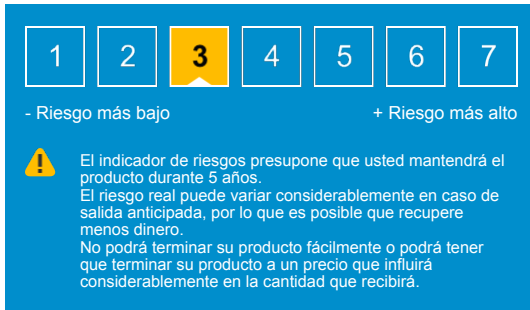 1 2 3 4 5 6 7
- Riesgo más bajo + Riesgo más alto
El indicador de riesgos presupone que usted mantendrá el
producto durante 5 años.
El riesgo real puede variar considerablemente en caso de
salida anticipada, por lo que es posible que recupere
menos dinero.
No podrá terminar su producto fácilmente o podrá tener
que terminar su producto a un precio que influirá
considerablemente en la cantidad que recibirá.